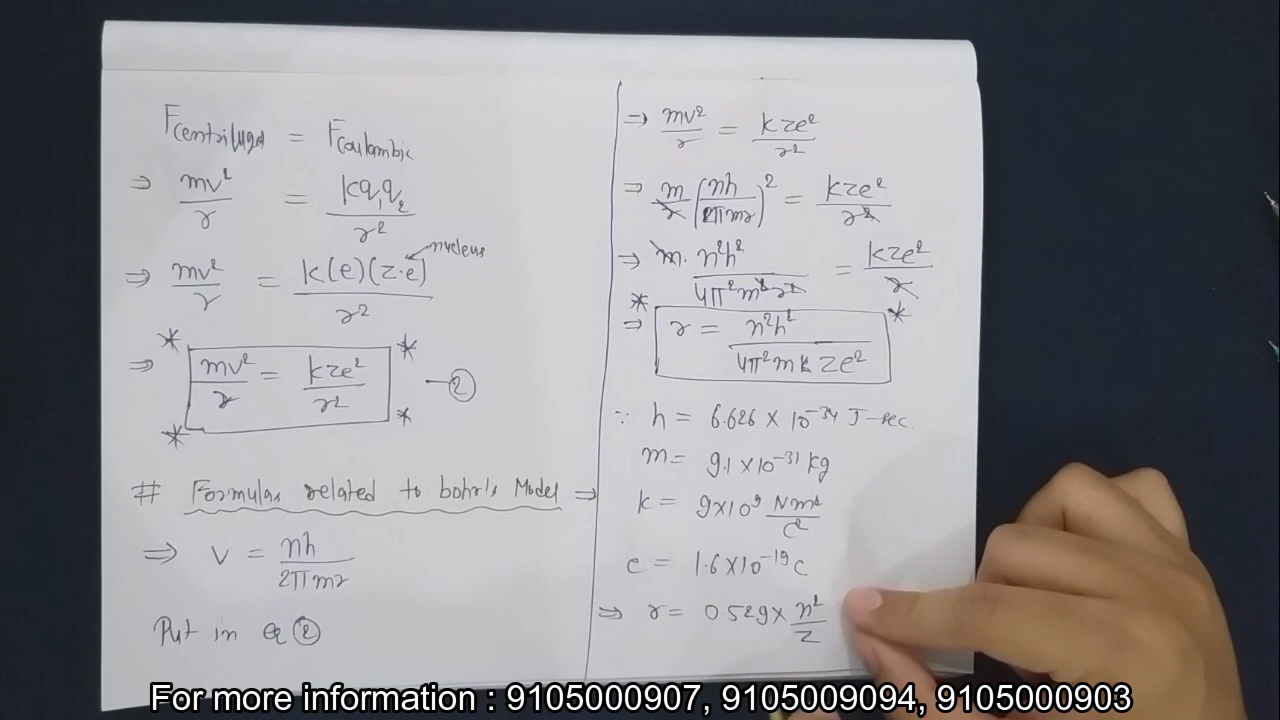 F centrifugal = F coulombic
⇒ mv²/r = kq₁q₂/r²
nucleus
⇒ mv²/r = k(e)(z·e)/r²
⇒ mv²/r = kze²/r² —②
# Formulas related to bohr's Model ⇒
⇒ v = nh/2πmr
Put in eq ②
⇒ mv²/r = kze²/r²
⇒ m/r (nh/2πmr)² = kze²/r²
⇒ m· n²h²/4π²m²r² = kze²/r
⇒ r = n²h²/4π²mkze²
∵ h = 6.626 × 10⁻³⁴ J-sec.
m = 9.1 × 10⁻³¹ kg
k = 9×10⁹ Nm²/C²
e = 1.6×10⁻¹⁹ C
⇒ r = 0.529 × n²/z
For more information : 9105000907, 9105009094, 9105000903